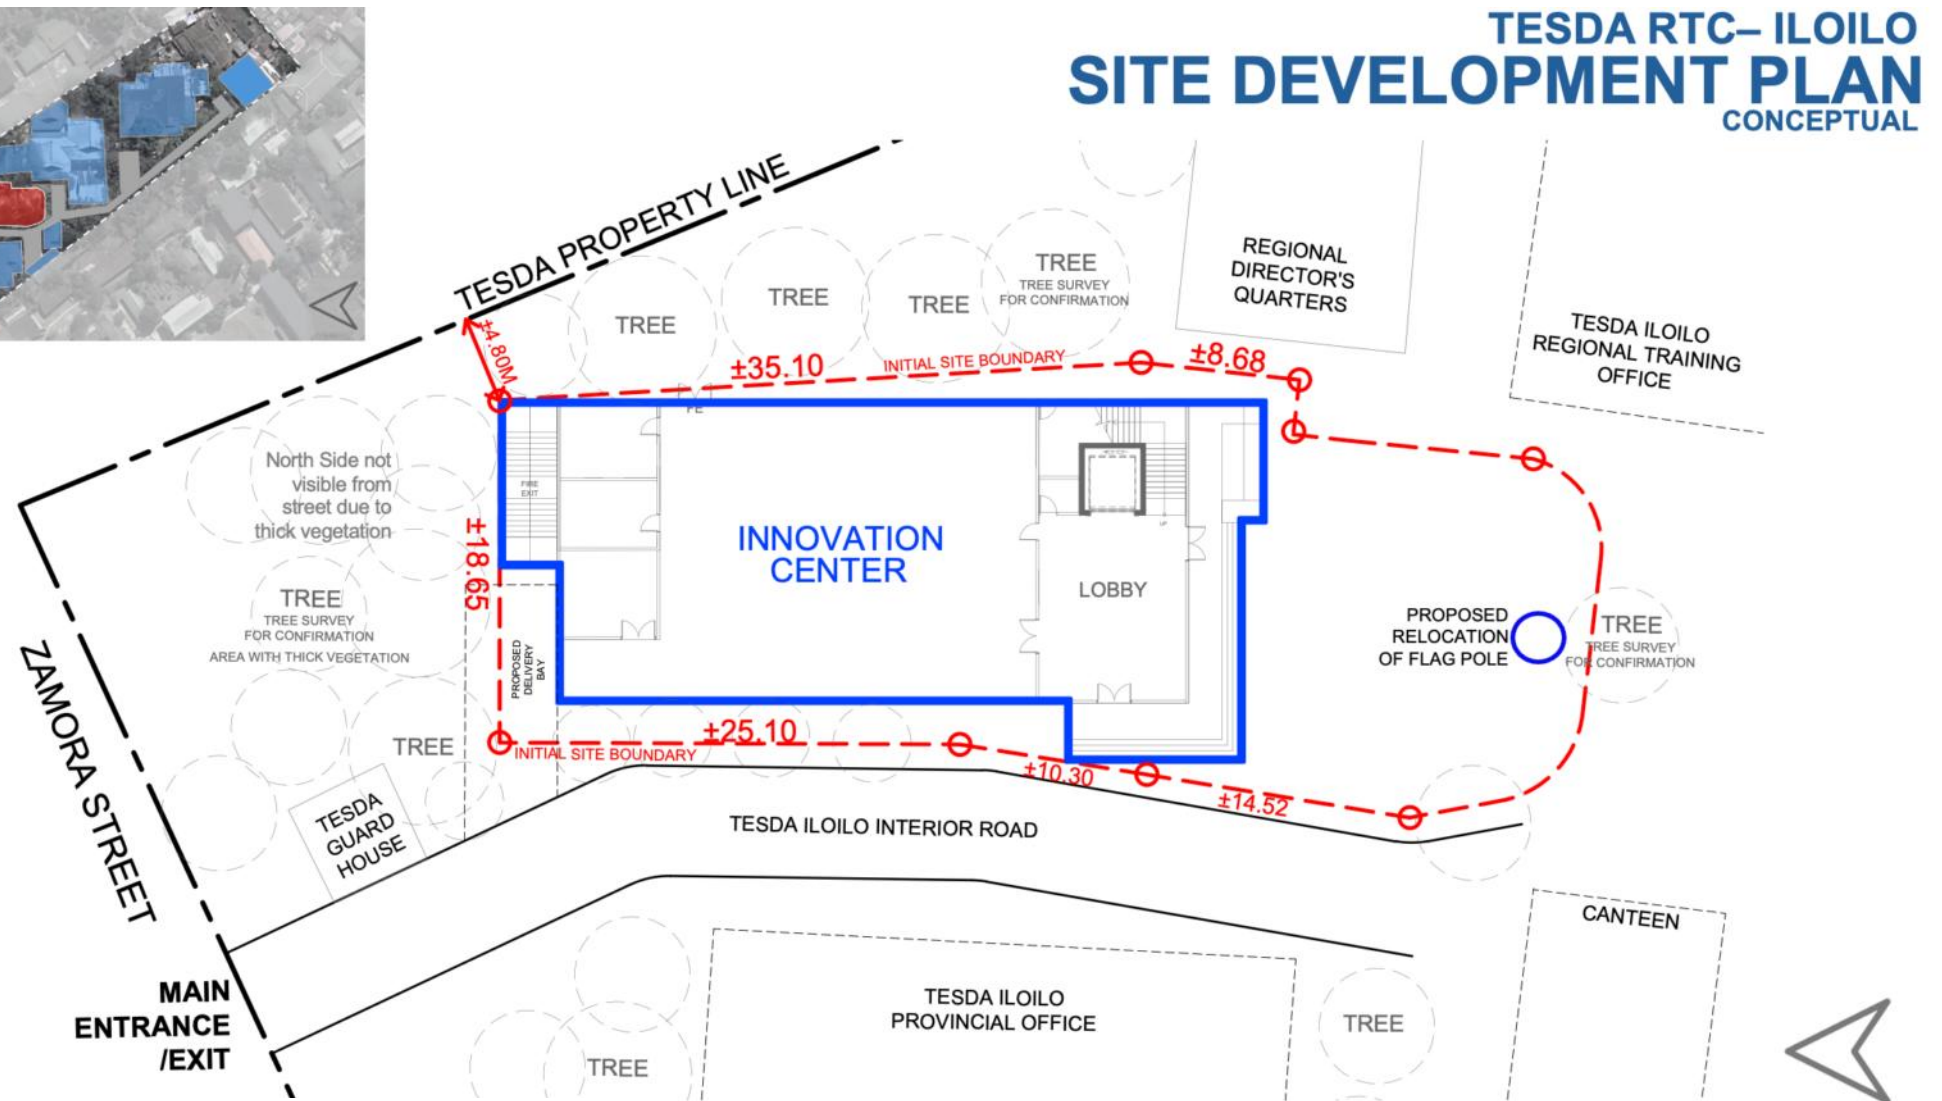 TESDA RTC– ILOILO
SITE DEVELOPMENT PLAN
CONCEPTUAL
TESDA PROPERTY LINE
±4.80M
TREE
TREE
TREE
TREE
TREE SURVEY
FOR CONFIRMATION
REGIONAL
DIRECTOR'S
QUARTERS
TESDA ILOILO
REGIONAL TRAINING
OFFICE
±35.10
INITIAL SITE BOUNDARY
±8.68
FE
North Side not
visible from
street due to
thick vegetation
FIRE
EXIT
±18.65
INNOVATION
CENTER
UP
LOBBY
TREE
TREE SURVEY
FOR CONFIRMATION
AREA WITH THICK VEGETATION
PROPOSED
DELIVERY
BAY
PROPOSED
RELOCATION
OF FLAG POLE
TREE
TREE SURVEY
FOR CONFIRMATION
ZAMORA STREET
TREE
INITIAL SITE BOUNDARY
±25.10
±10.30
±14.52
TESDA
GUARD
HOUSE
TESDA ILOILO INTERIOR ROAD
CANTEEN
MAIN
ENTRANCE
/EXIT
TESDA ILOILO
PROVINCIAL OFFICE
TREE
TREE